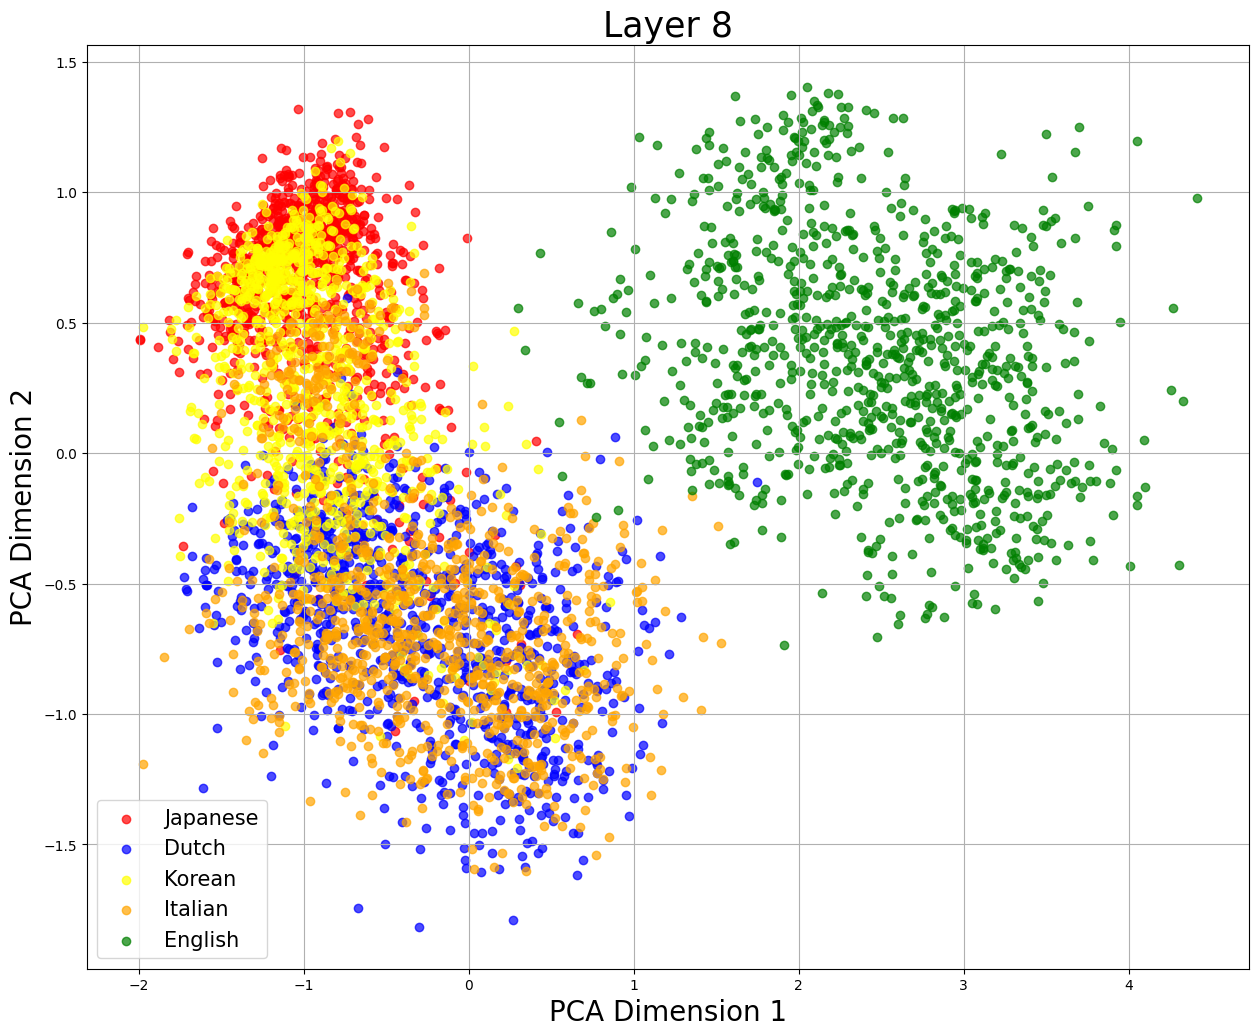 Layer 8
1.5
1.0
0.5
0.0
−0.5
−1.0
−1.5
PCA Dimension 2
Japanese
Dutch
Korean
Italian
English
−2 −1 0 1 2 3 4
PCA Dimension 1